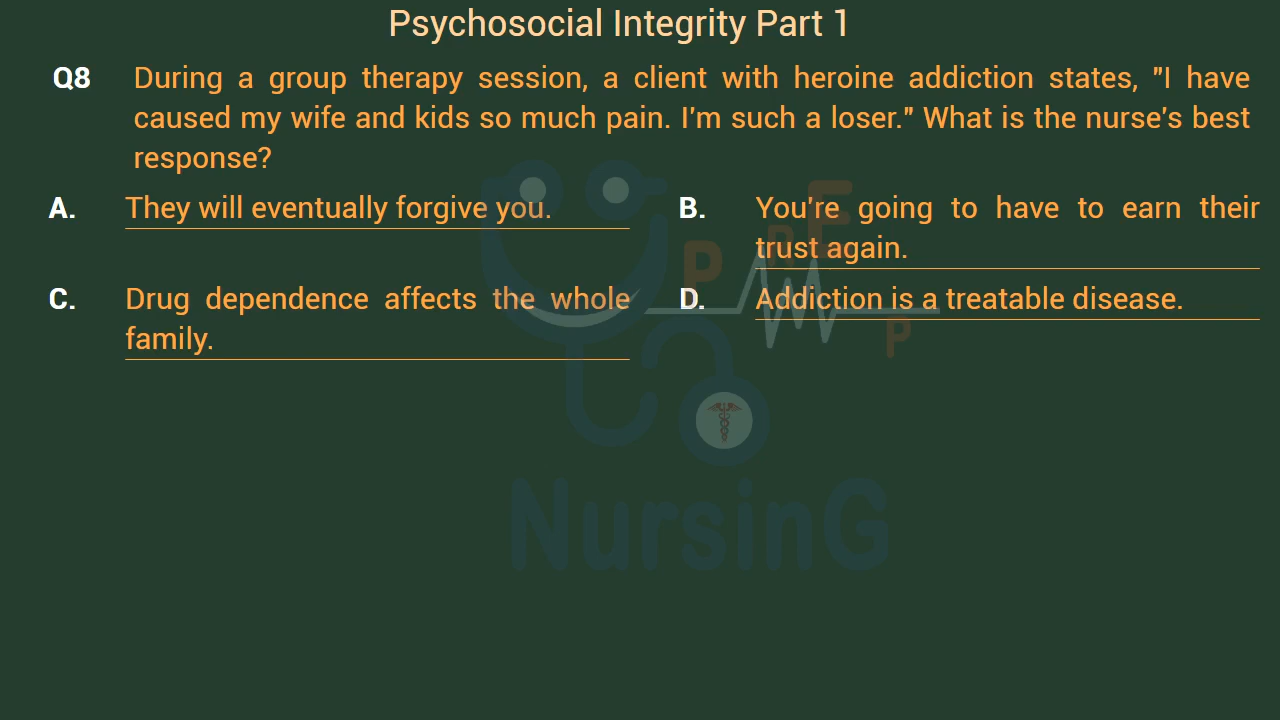 Psychosocial Integrity Part 1
Q8 During a group therapy session, a client with heroine addiction states, "I have
caused my wife and kids so much pain. I'm such a loser." What is the nurse's best
response?
A. They will eventually forgive you.
B. You're going to have to earn their
trust again.
C. Drug dependence affects the whole
family.
D. Addiction is a treatable disease.
PREP
NursinG